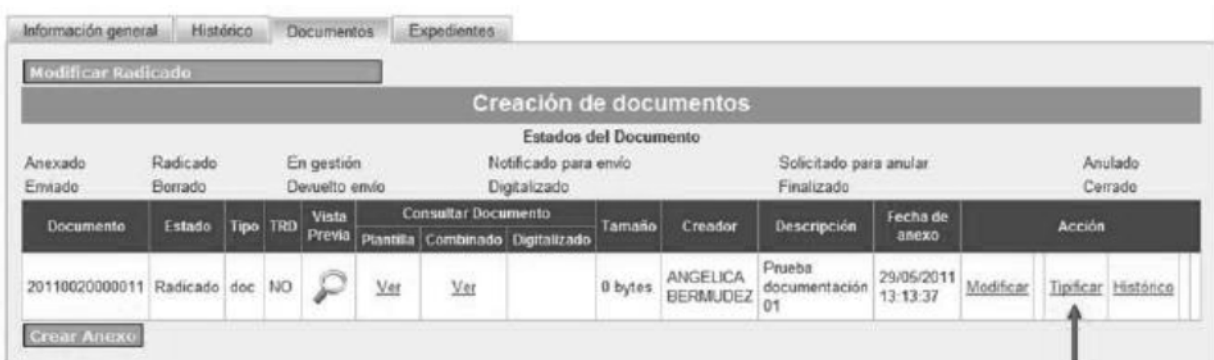 Información general Histórico Documentos Expedientes
Modificar Radicado
Creación de documentos
Estados del Documento
Anexado Radicado En gestión Notificado para envío Solicitado para anular Anulado
Enviado Borrado Devuelto envío Digitalizado Finalizado Cerrado
Documento Estado Tipo TRD Vista Previa Consultar Documento Tamaño Creador Descripción Fecha de anexo Acción
Plantilla Combinado Digitalizado
20110020000011 Radicado doc NO Ver Ver 0 bytes ANGELICA BERMUDEZ Prueba documentación 01 29/05/2011 13:13:37 Modificar Tipificar Histórico
Crear Anexo